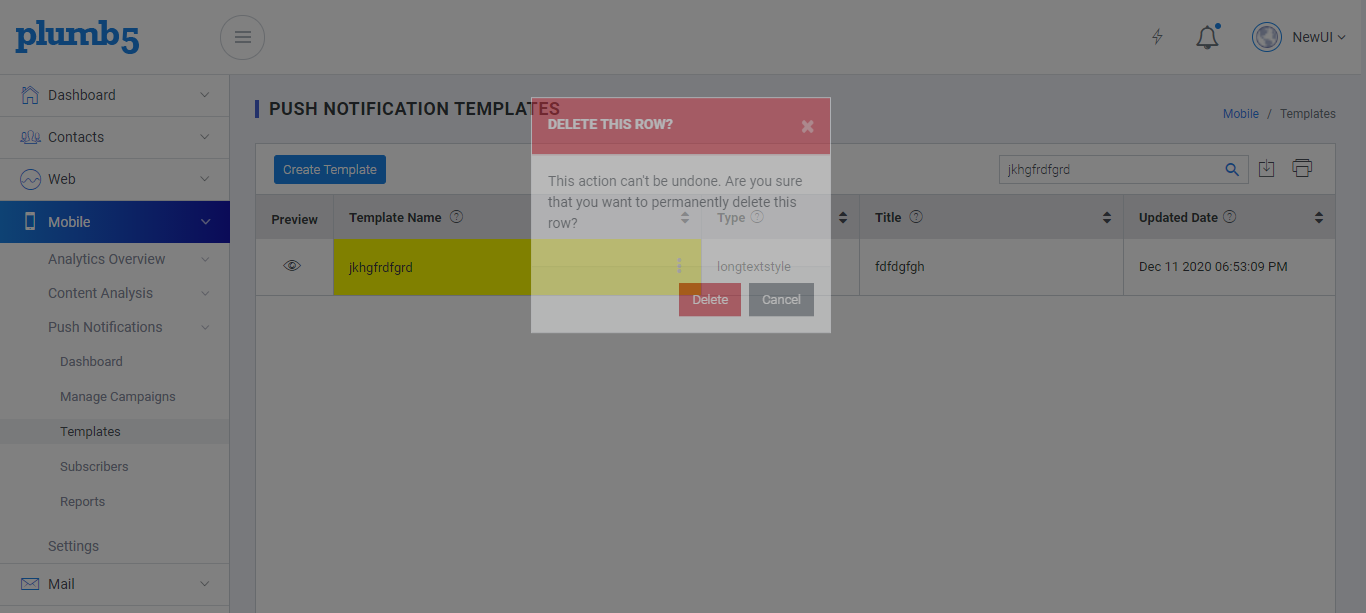 plumb5
NewUI
Dashboard
Contacts
Web
Mobile
Analytics Overview
Content Analysis
Push Notifications
Dashboard
Manage Campaigns
Templates
Subscribers
Reports
Settings
Mail
PUSH NOTIFICATION TEMPLATES
Mobile / Templates
Create Template
jkhgfrdfgrd
Preview Template Name Type Title Updated Date
jkhgfrdfgrd longtextstyle fdfdgfgh Dec 11 2020 06:53:09 PM
DELETE THIS ROW?
This action can't be undone. Are you sure
that you want to permanently delete this
row?
Delete Cancel